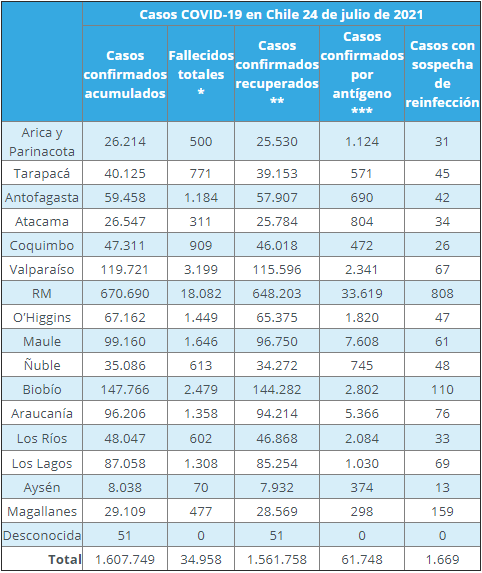 Casos COVID-19 en Chile 24 de julio de 2021
Casos confirmados acumulados | Fallecidos totales * | Casos confirmados recuperados ** | Casos confirmados por antígeno *** | Casos con sospecha de reinfección
Arica y Parinacota 26.214 500 25.530 1.124 31
Tarapacá 40.125 771 39.153 571 45
Antofagasta 59.458 1.184 57.907 690 42
Atacama 26.547 311 25.784 804 34
Coquimbo 47.311 909 46.018 472 26
Valparaíso 119.721 3.199 115.596 2.341 67
RM 670.690 18.082 648.203 33.619 808
O’Higgins 67.162 1.449 65.375 1.820 47
Maule 99.160 1.646 96.750 7.608 61
Ñuble 35.086 613 34.272 745 48
Biobío 147.766 2.479 144.282 2.802 110
Araucanía 96.206 1.358 94.214 5.366 76
Los Ríos 48.047 602 46.868 2.084 33
Los Lagos 87.058 1.308 85.254 1.030 69
Aysén 8.038 70 7.932 374 13
Magallanes 29.109 477 28.569 298 159
Desconocida 51 0 51 0 0
Total 1.607.749 34.958 1.561.758 61.748 1.669